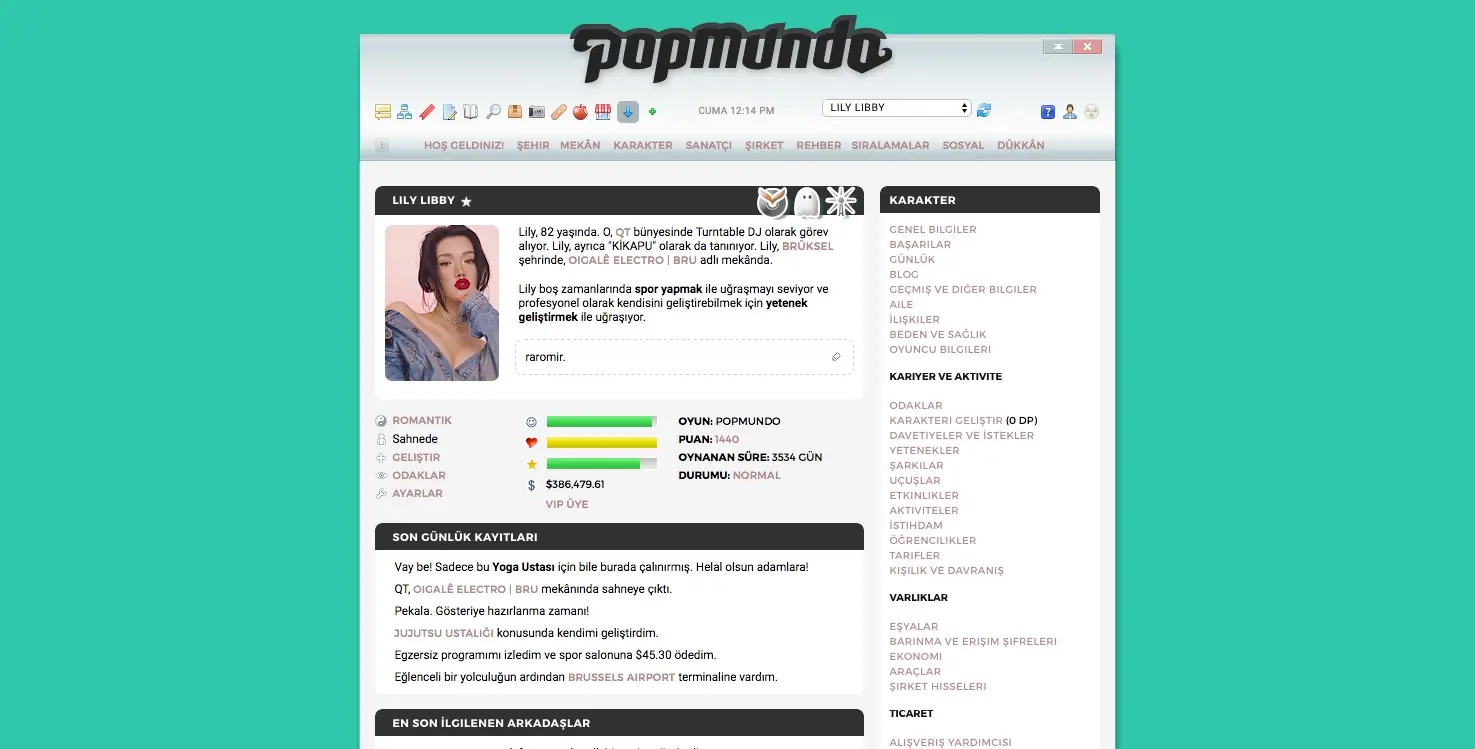 popmundo
CUMA 12:14 PM
LILY LIBBY
HOŞ GELDINIZ! ŞEHIR MEKÂN KARAKTER SANATÇI ŞIRKET REHBER SIRALAMALAR SOSYAL DÜKKÂN
LILY LIBBY
Lily, 82 yaşında. O, QT bünyesinde Turntable DJ olarak görev
alıyor. Lily, ayrıca "KİKAPU" olarak da tanınıyor. Lily, BRÜKSEL
şehrinde, OIGALÊ ELECTRO | BRU adlı mekânda.
Lily boş zamanlarında spor yapmak ile uğraşmayı seviyor ve
profesyonel olarak kendisini geliştirebilmek için yetenek
geliştirmek ile uğraşıyor.
raromir.
ROMANTIK
Sahnede
GELIŞTIR
ODAKLAR
AYARLAR
$ $386,479.61
VIP ÜYE
OYUN: POPMUNDO
PUAN: 1440
OYNANAN SÜRE: 3534 GÜN
DURUMU: NORMAL
SON GÜNLÜK KAYITLARI
Vay be! Sadece bu Yoga Ustası için bile burada çalınırmış. Helal olsun adamlara!
QT, OIGALÊ ELECTRO | BRU mekânında sahneye çıktı.
Pekala. Gösteriye hazırlanma zamanı!
JUJUTSU USTALIĞI konusunda kendimi geliştirdim.
Egzersiz programımı izledim ve spor salonuna $45.30 ödedim.
Eğlenceli bir yolculuğun ardından BRUSSELS AIRPORT terminaline vardım.
EN SON İLGILENEN ARKADAŞLAR
KARAKTER
GENEL BILGILER
BAŞARILAR
GÜNLÜK
BLOG
GEÇMIŞ VE DIĞER BILGILER
AILE
İLIŞKILER
BEDEN VE SAĞLIK
OYUNCU BILGILERI
KARIYER VE AKTIVITE
ODAKLAR
KARAKTERI GELIŞTIR (0 DP)
DAVETIYELER VE İSTEKLER
YETENEKLER
ŞARKILAR
UÇUŞLAR
ETKINLIKLER
AKTIVITELER
İSTIHDAM
ÖĞRENCILIKLER
TARIFLER
KIŞILIK VE DAVRANIŞ
VARLIKLAR
EŞYALAR
BARINMA VE ERIŞIM ŞIFRELERI
EKONOMI
ARAÇLAR
ŞIRKET HISSELERI
TICARET
ALIŞVERIŞ YARDIMCISI